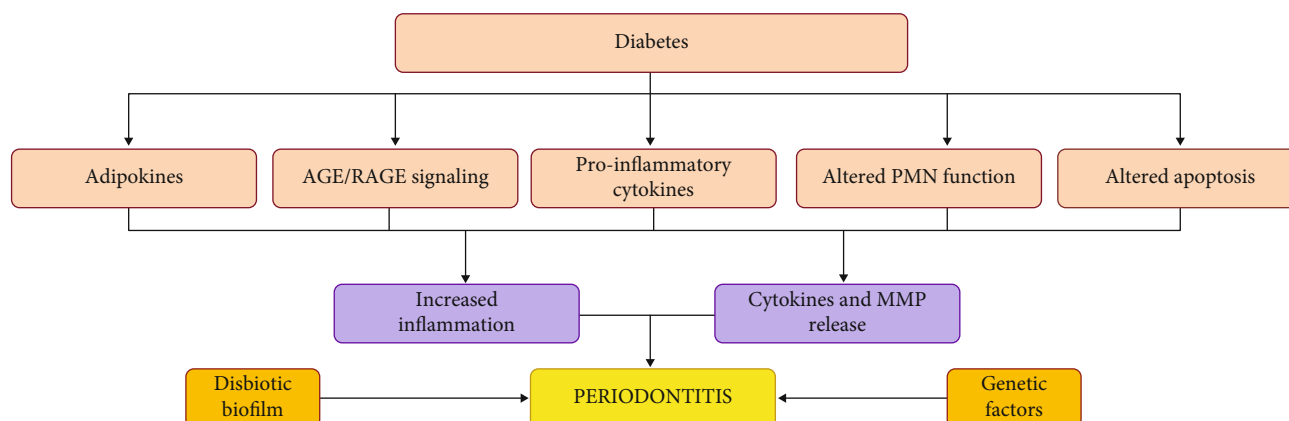 Diabetes
Adipokines
AGE/RAGE signaling
Pro-inflammatory
cytokines
Altered PMN function
Altered apoptosis
Increased
inflammation
Cytokines and MMP
release
Disbiotic
biofilm
PERIODONTITIS
Genetic
factors